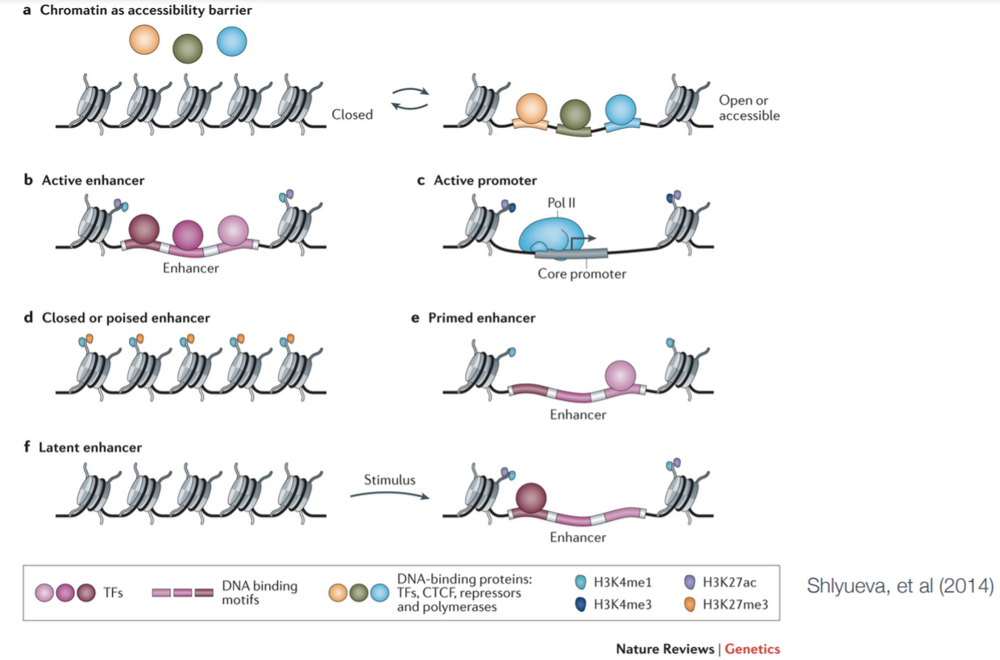 a Chromatin as accessibility barrier
Closed
Open or
accessible
b Active enhancer
Enhancer
c Active promoter
Pol II
Core promoter
d Closed or poised enhancer
e Primed enhancer
Enhancer
f Latent enhancer
Stimulus
Enhancer
TFs
DNA binding
motifs
DNA-binding proteins:
TFs, CTCF, repressors
and polymerases
H3K4me1
H3K4me3
H3K27ac
H3K27me3
Shlyueva, et al (2014)
Nature Reviews | Genetics